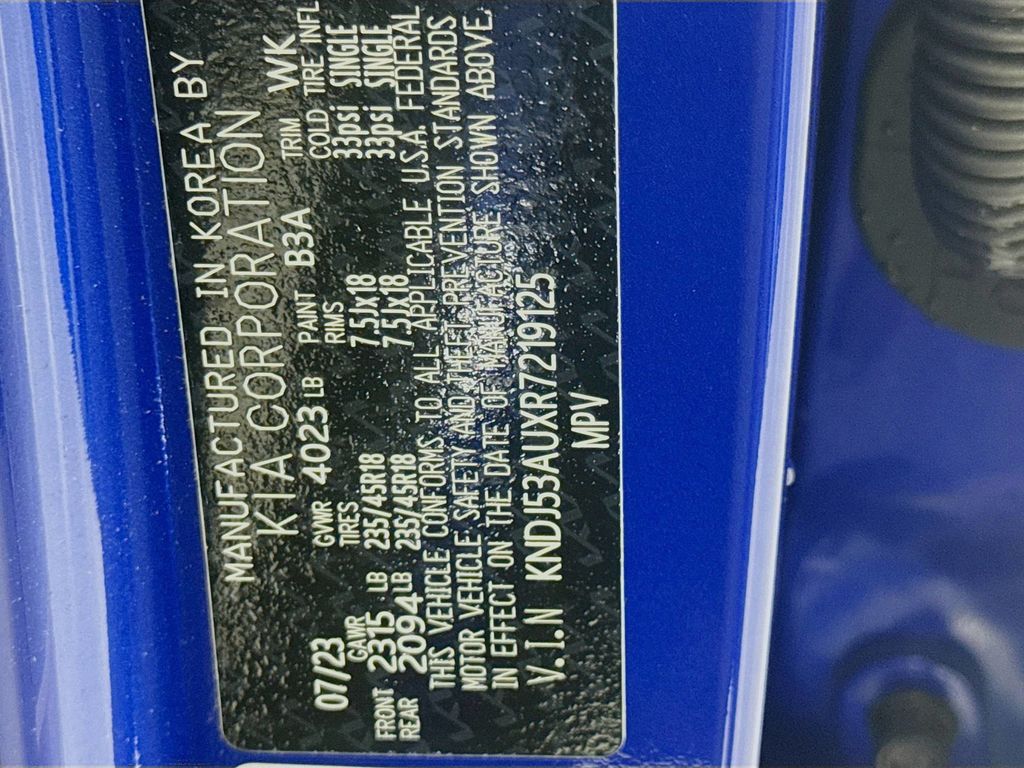 MANUFACTURED IN KOREA BY
KIA CORPORATION
07/23 GVWR 4023 LB PAINT B3A TRIM WK
GAWR TIRES RIMS COLD TIRE INFL
FRONT 2315 LB 235/45R18 7.5Jx18 33psi SINGLE
REAR 2094 LB 235/45R18 7.5Jx18 33psi SINGLE
THIS VEHICLE CONFORMS TO ALL APPLICABLE U.S.A. FEDERAL
MOTOR VEHICLE SAFETY AND THEFT PREVENTION STANDARDS
IN EFFECT ON THE DATE OF MANUFACTURE SHOWN ABOVE.
V.I.N KNDJ53AUXR7219125
MPV